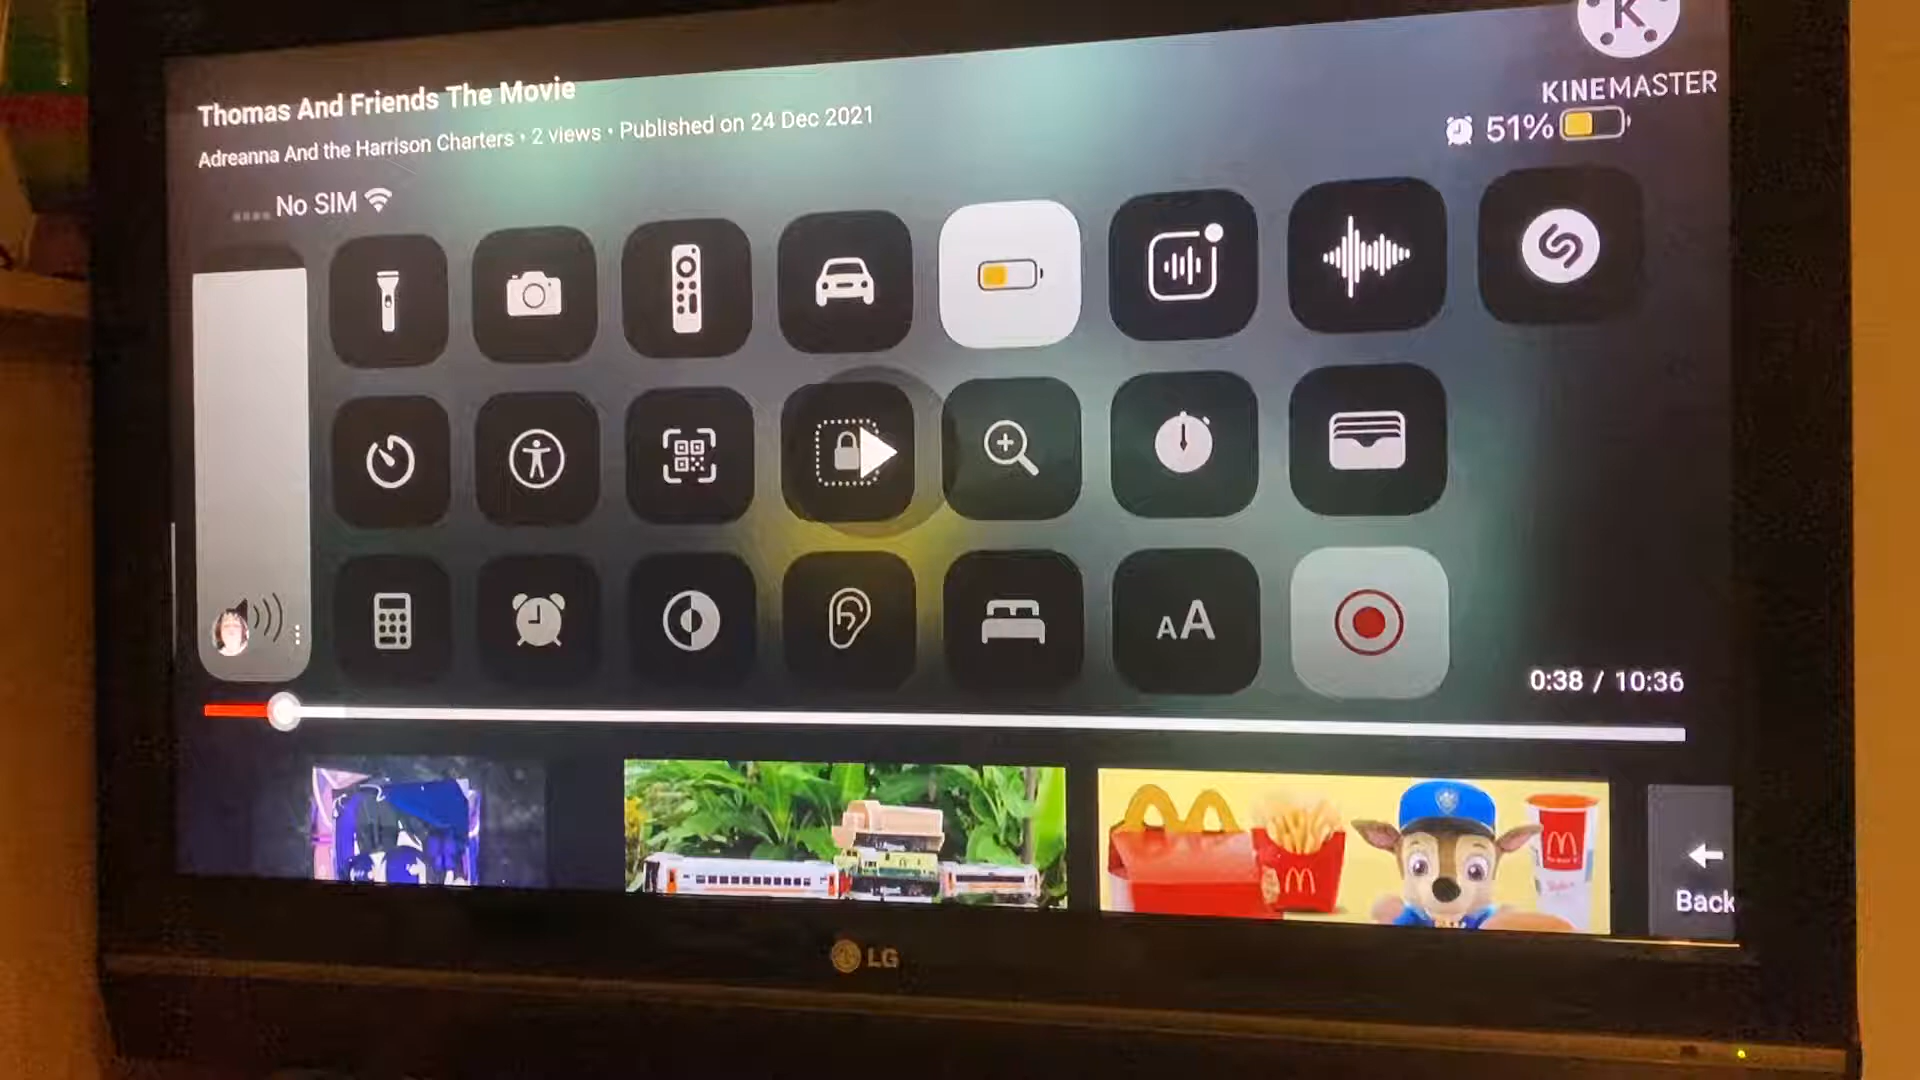 K
KINEMASTER
Thomas And Friends The Movie
Adreanna And the Harrison Charters • 2 views • Published on 24 Dec 2021
51%
No SIM
AA
0:38 / 10:36
Back
LG